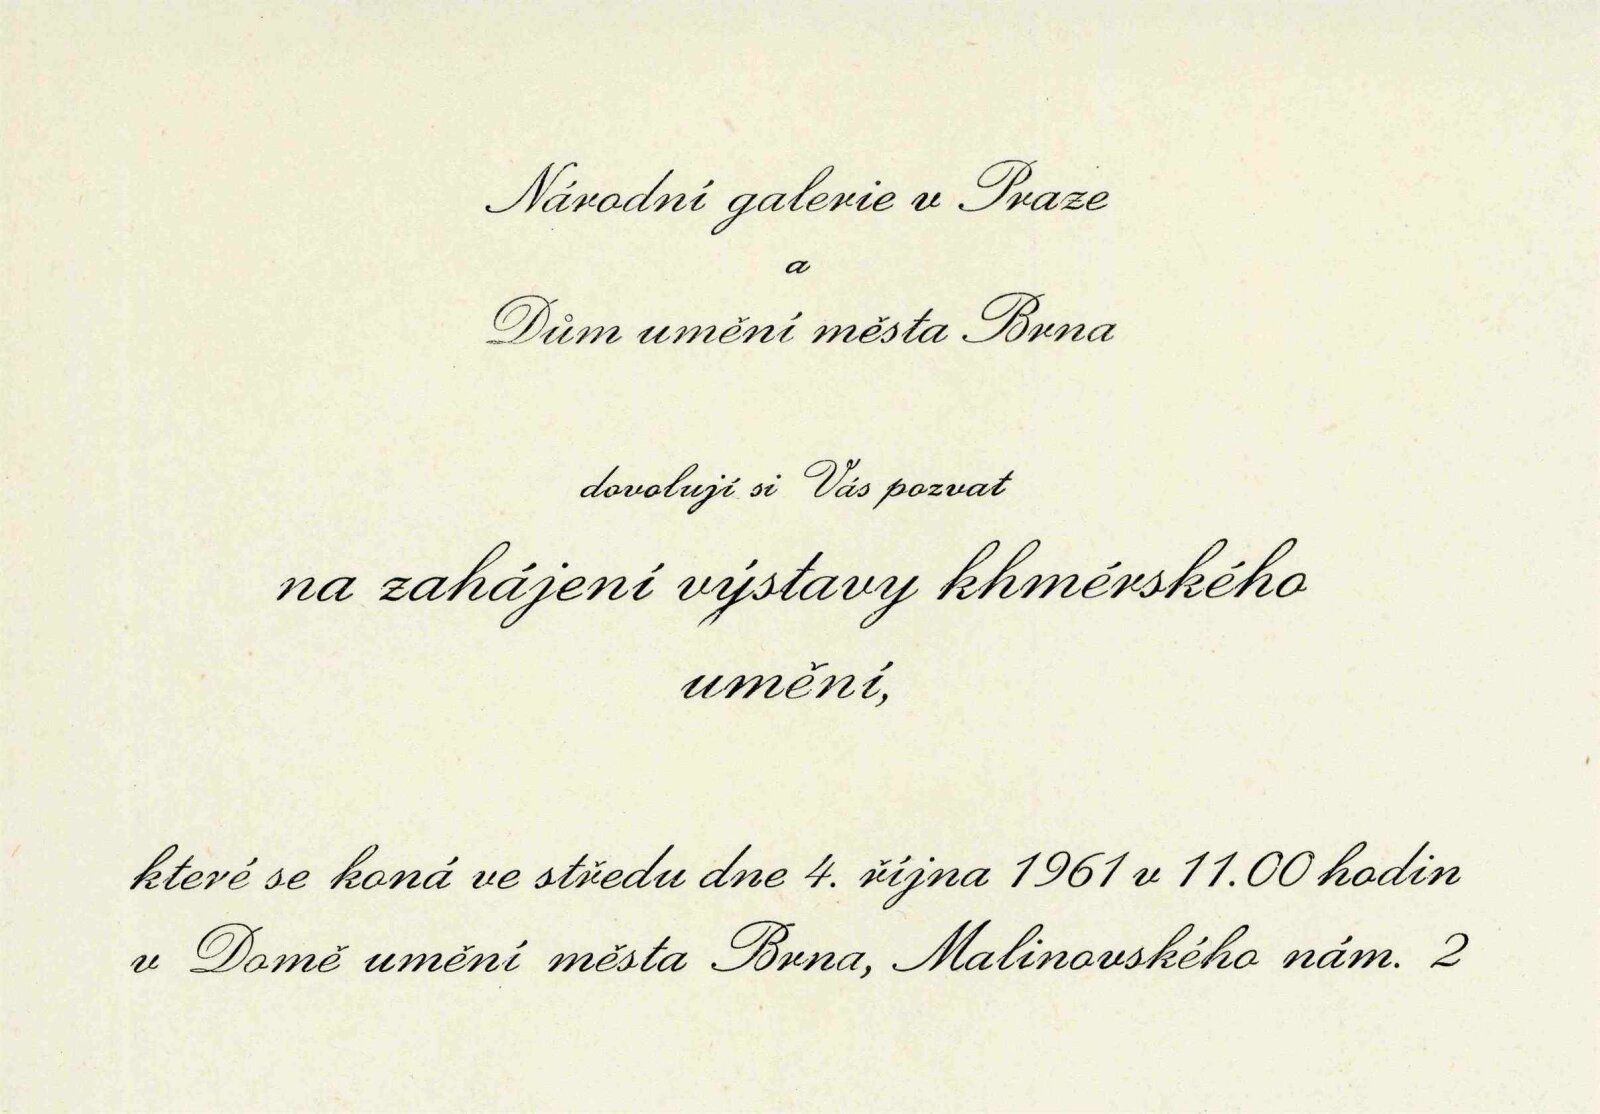 Národní galerie v Praze
a
Dům umění města Brna
dovolují si Vás pozvat
na zahájení výstavy khmérského
umění,
které se koná ve středu dne 4. října 1961 v 11.00 hodin
v Domě umění města Brna, Malinovského nám. 2